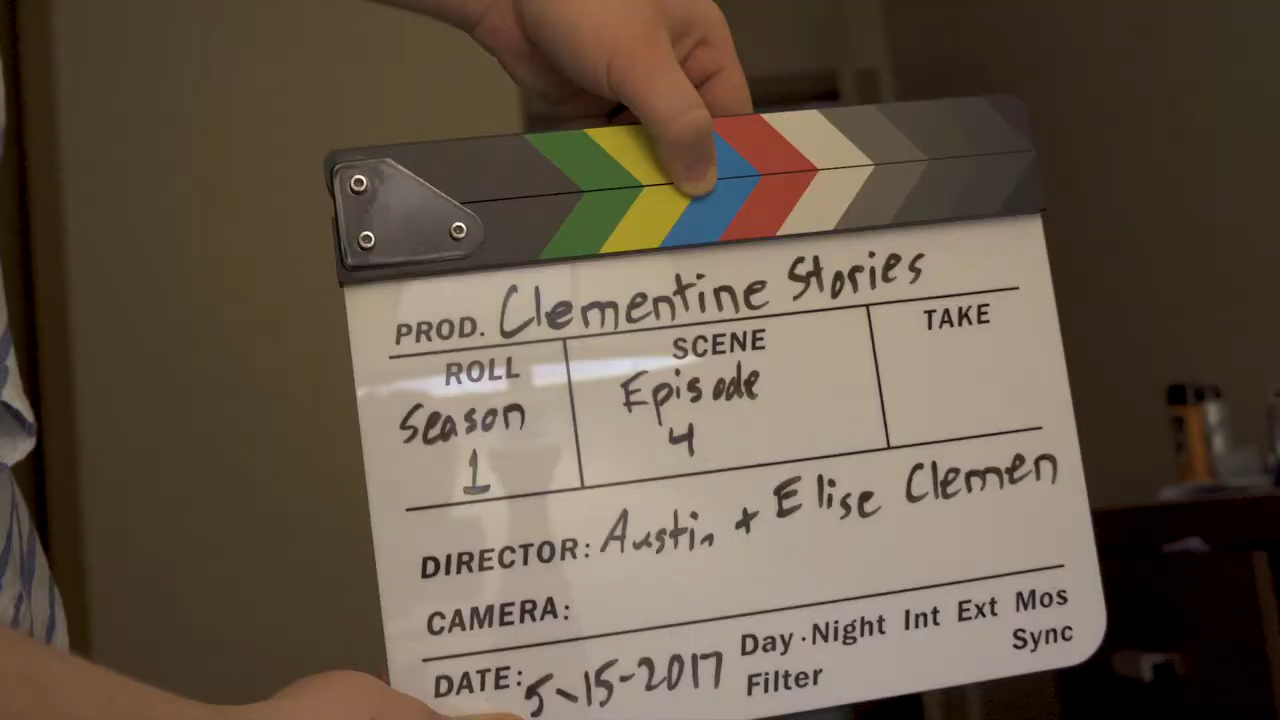 PROD. Clementine Stories
ROLL SCENE TAKE
Season Episode
1 4
DIRECTOR: Austin + Elise Clemen
CAMERA:
DATE: 5-15-2017 Day·Night Int Ext Mos
Filter Sync